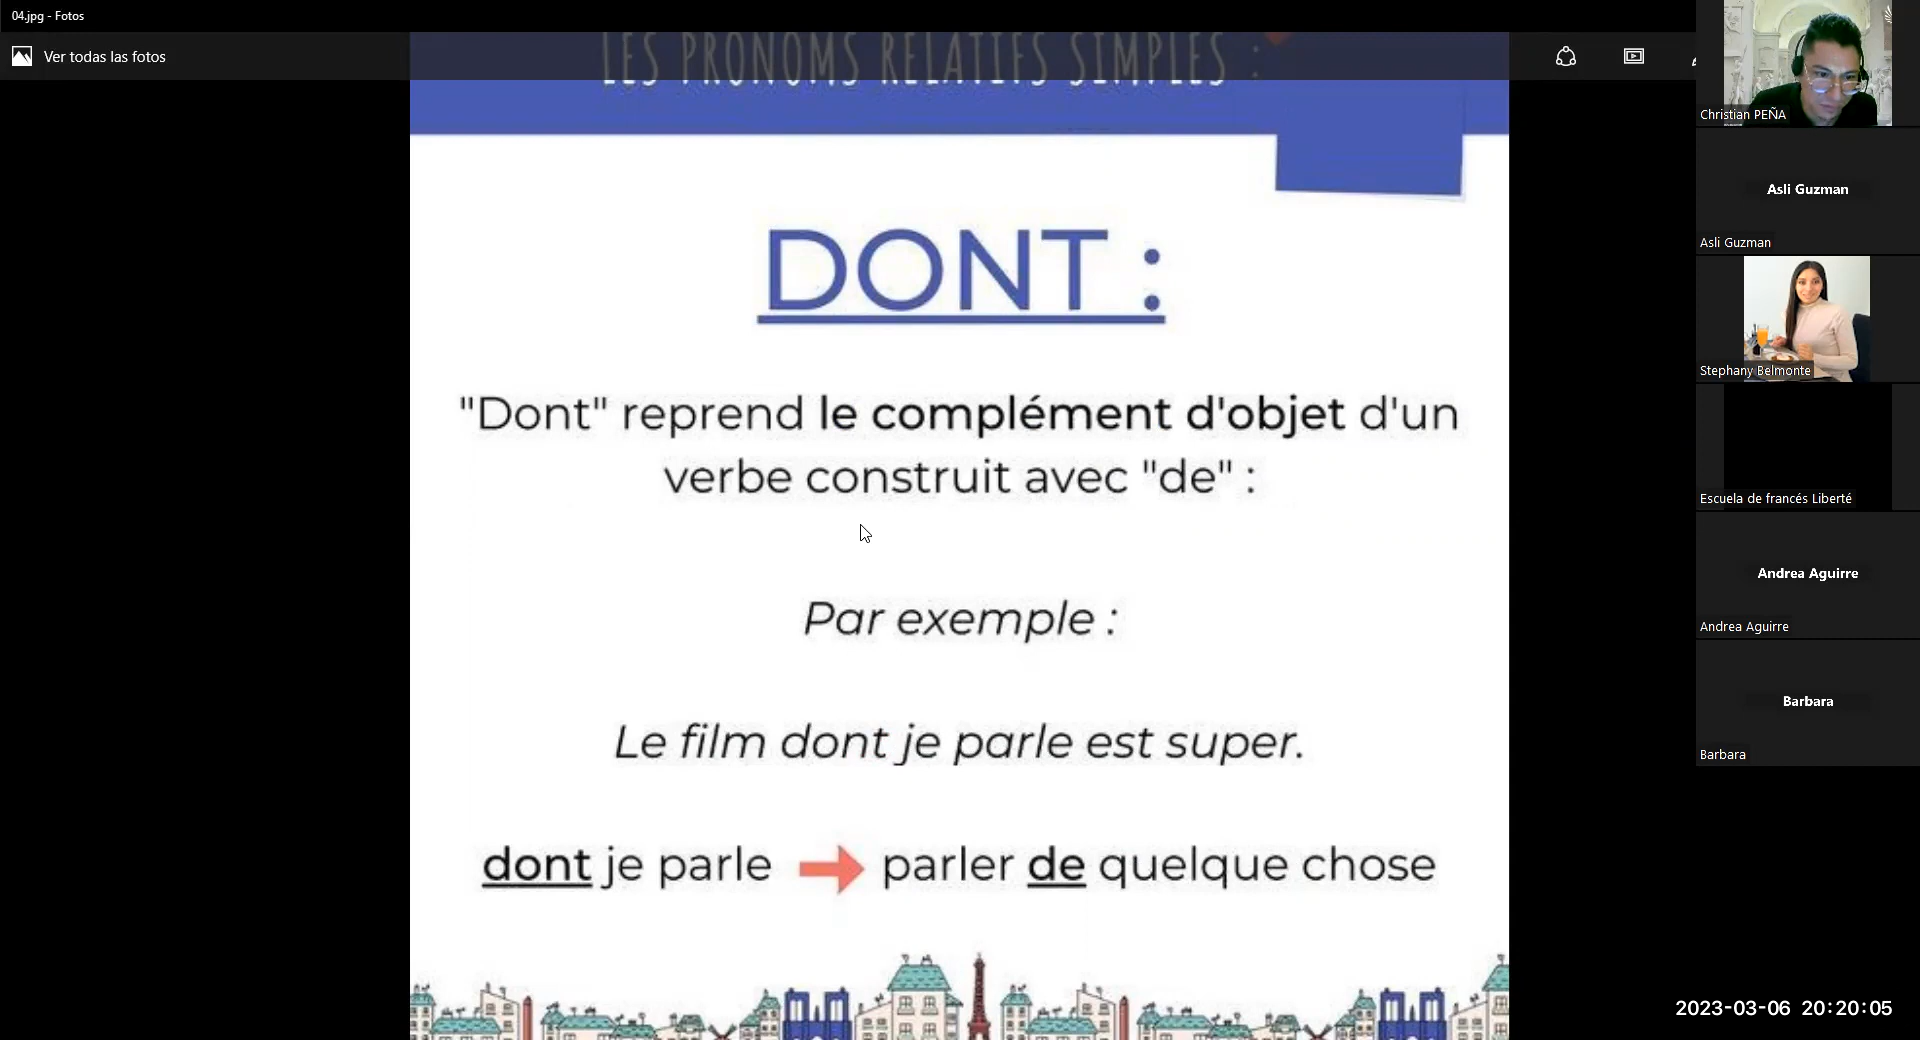 04.jpg - Fotos
Ver todas las fotos
LES PRONOMS RELATIFS SIMPLES :
DONT :
"Dont" reprend le complément d'objet d'un
verbe construit avec "de" :
Par exemple :
Le film dont je parle est super.
dont je parle ➡ parler de quelque chose
Christian PEÑA
Asli Guzman
Asli Guzman
Stephany Belmonte
Escuela de francés Liberté
Andrea Aguirre
Andrea Aguirre
Barbara
Barbara
2023-03-06 20:20:05